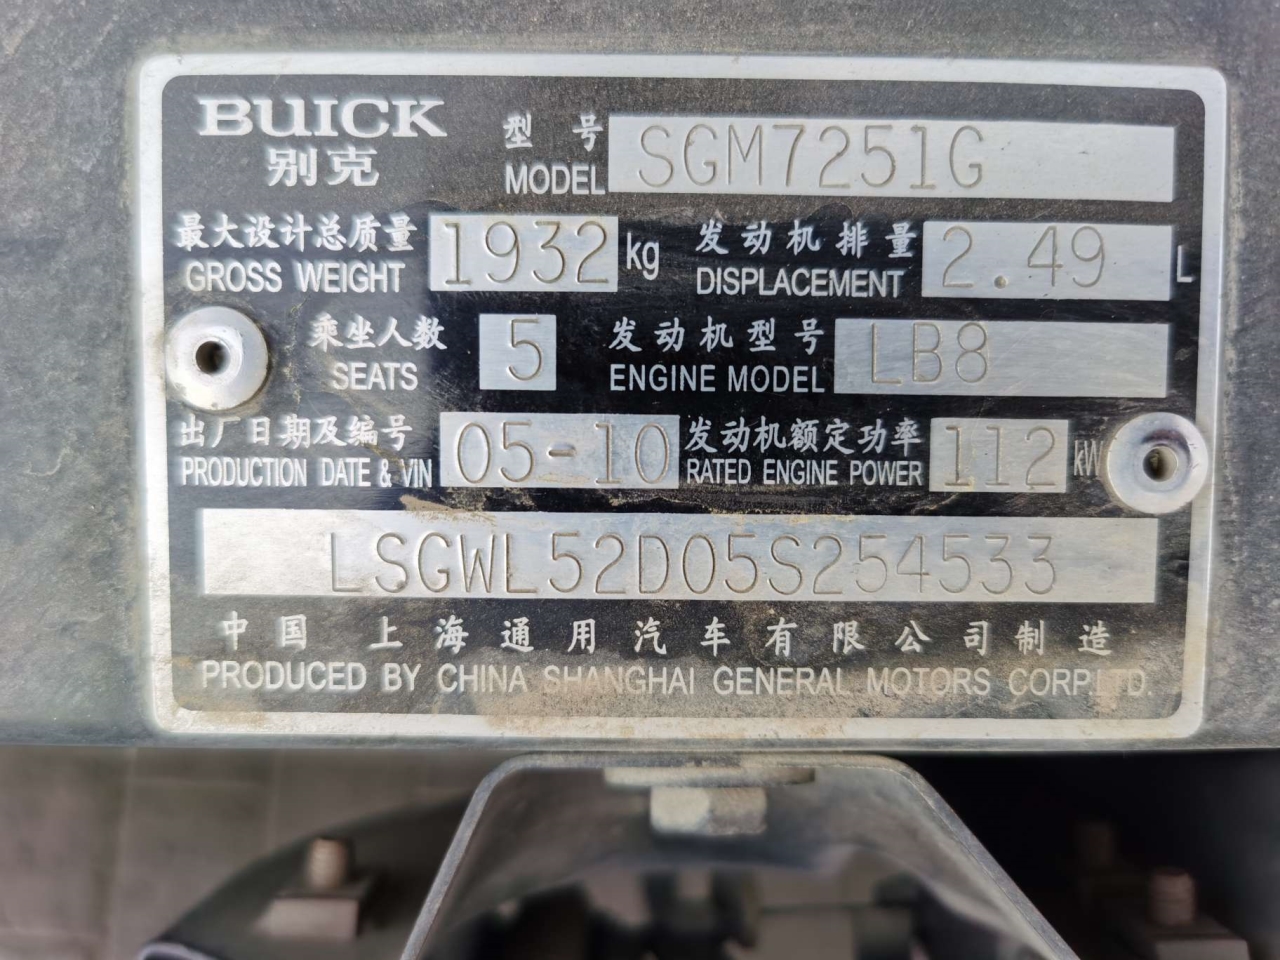 BUICK
别克
型号 SGM7251G
MODEL
最大设计总质量 1932 kg 发动机排量 2.49 L
GROSS WEIGHT DISPLACEMENT
乘坐人数 5 发动机型号 LB8
SEATS ENGINE MODEL
出厂日期及编号 05-10 发动机额定功率 112 kW
PRODUCTION DATE & VIN RATED ENGINE POWER
LSGWL52D05S254533
中国上海通用汽车有限公司制造
PRODUCED BY CHINA SHANGHAI GENERAL MOTORS CORP.LTD.